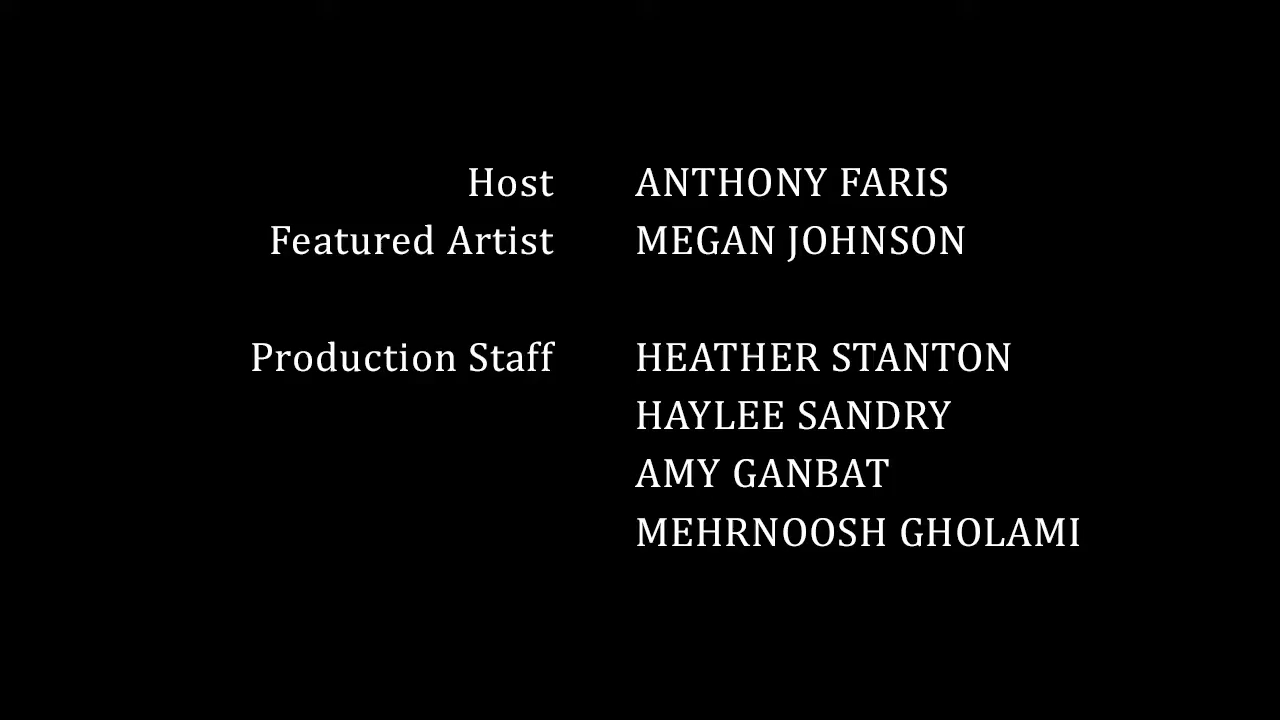 Host ANTHONY FARIS
Featured Artist MEGAN JOHNSON
Production Staff HEATHER STANTON
HAYLEE SANDRY
AMY GANBAT
MEHRNOOSH GHOLAMI